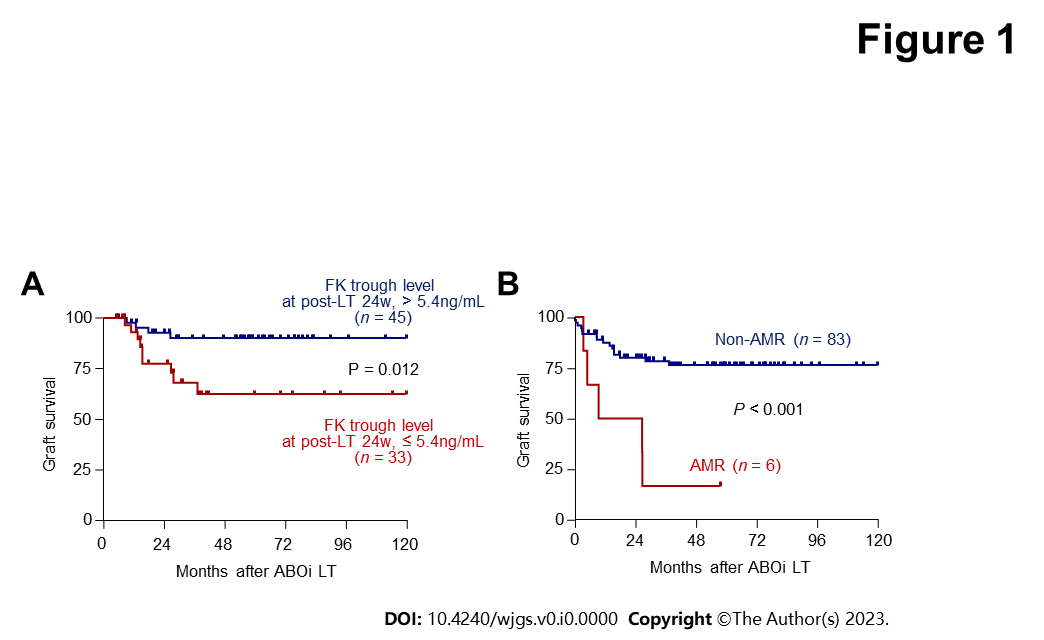 Figure 1
A
FK trough level
at post-LT 24w, > 5.4ng/mL
(n = 45)
100
75
50
25
0
Graft survival
P = 0.012
FK trough level
at post-LT 24w, ≤ 5.4ng/mL
(n = 33)
0 24 48 72 96 120
Months after ABOi LT
B
100
75
50
25
0
Graft survival
Non-AMR (n = 83)
P < 0.001
AMR (n = 6)
0 24 48 72 96 120
Months after ABOi LT
DOI: 10.4240/wjgs.v0.i0.0000 Copyright ©The Author(s) 2023.